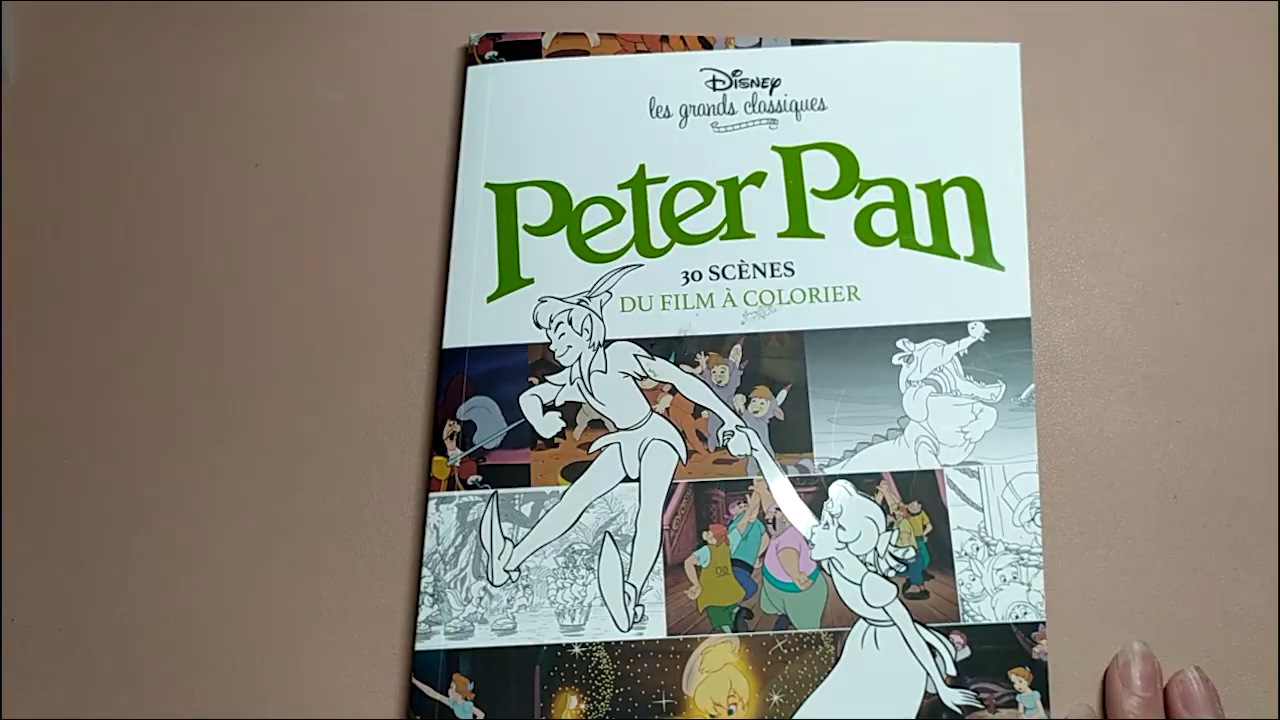 Disney
les grands classiques
Peter Pan
30 SCÈNES
DU FILM À COLORIER